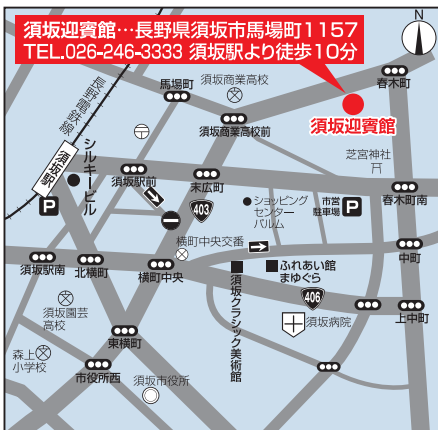 須坂迎賓館…長野県須坂市馬場町1157
TEL.026-246-3333 須坂駅より徒歩10分
N
馬場町
須坂商業高校
春木町
長野電鉄線
須坂商業高校前
須坂迎賓館
芝宮神社
須坂駅
シルキービル
須坂駅前
末広町
春木町南
P
403
ショッピング
センター
パルム
市営
駐車場
P
横町中央交番
中町
須坂駅南
北横町
横町中央
ふれあい館
まゆぐら
406
須坂クラシック美術館
須坂園芸
高校
須坂病院
上中町
東横町
森上
小学校
市役所西
須坂市役所